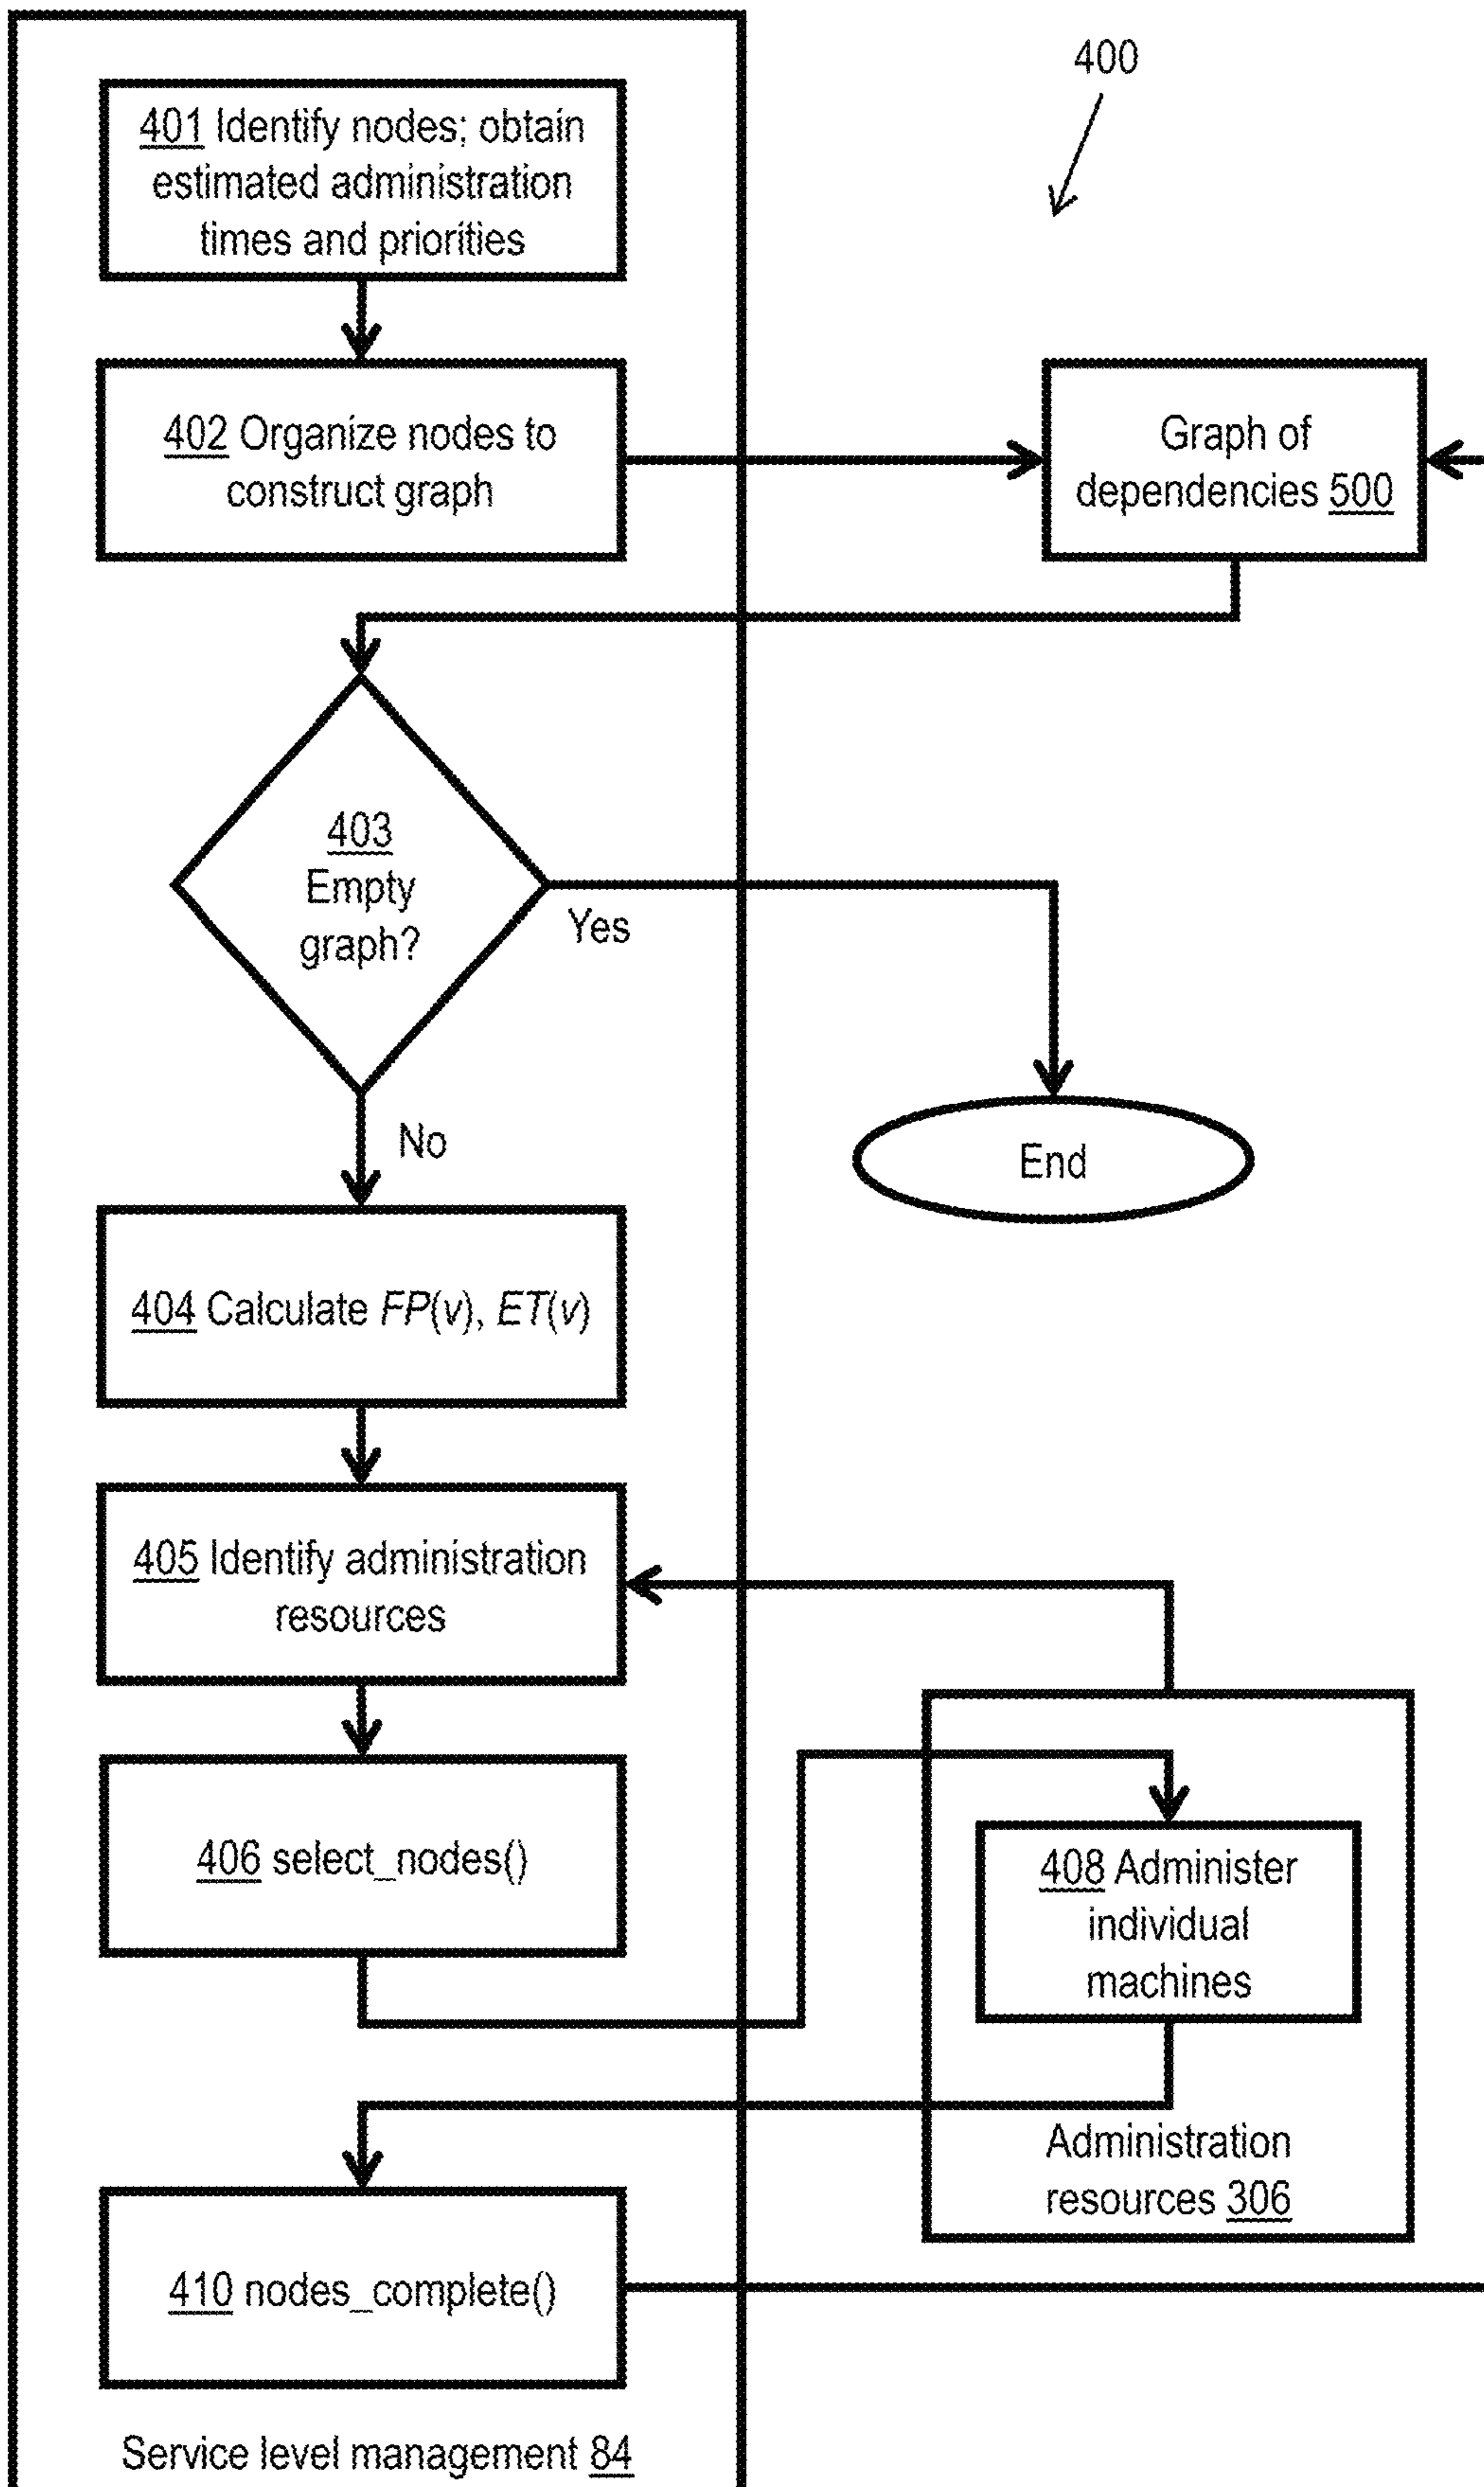 400
401 Identify nodes; obtain
estimated administration
times and priorities
402 Organize nodes to
construct graph
Graph of
dependencies 500
403
Empty
graph?
Yes
No
End
404 Calculate FP(v), ET(v)
405 Identify administration
resources
406 select_nodes()
408 Administer
individual
machines
Administration
resources 306
410 nodes_complete()
Service level management 84